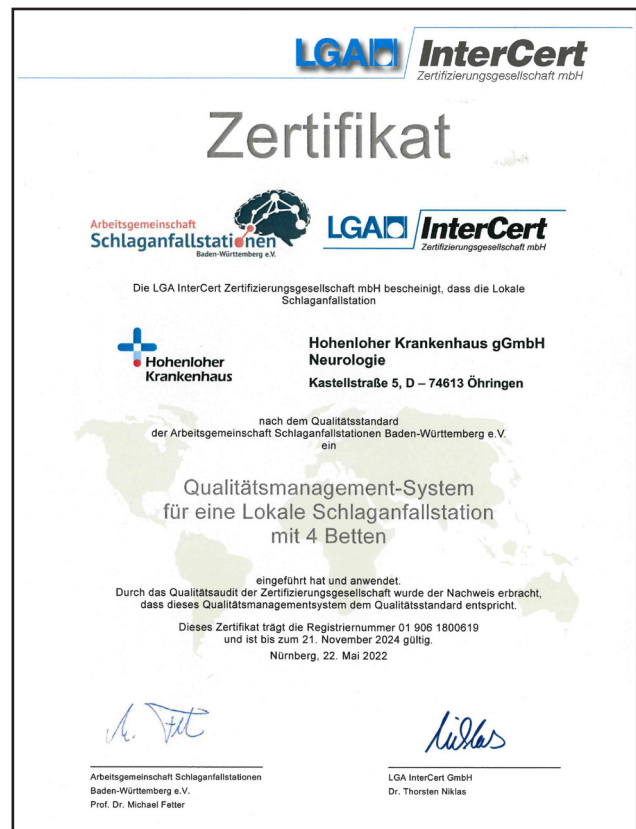 LGA InterCert
Zertifizierungsgesellschaft mbH
Zertifikat
Arbeitsgemeinschaft
Schlaganfallstationen
Baden-Württemberg e.V.
LGA InterCert
Zertifizierungsgesellschaft mbH
Die LGA InterCert Zertifizierungsgesellschaft mbH bescheinigt, dass die Lokale
Schlaganfallstation
Hohenloher
Krankenhaus
Hohenloher Krankenhaus gGmbH
Neurologie
Kastellstraße 5, D – 74613 Öhringen
nach dem Qualitätsstandard
der Arbeitsgemeinschaft Schlaganfallstationen Baden-Württemberg e.V.
ein
Qualitätsmanagement-System
für eine Lokale Schlaganfallstation
mit 4 Betten
eingeführt hat und anwendet.
Durch das Qualitätsaudit der Zertifizierungsgesellschaft wurde der Nachweis erbracht,
dass dieses Qualitätsmanagementsystem dem Qualitätsstandard entspricht.
Dieses Zertifikat trägt die Registriernummer 01 906 1800619
und ist bis zum 21. November 2024 gültig.
Nürnberg, 22. Mai 2022
Arbeitsgemeinschaft Schlaganfallstationen
Baden-Württemberg e.V.
Prof. Dr. Michael Fetter
LGA InterCert GmbH
Dr. Thorsten Niklas